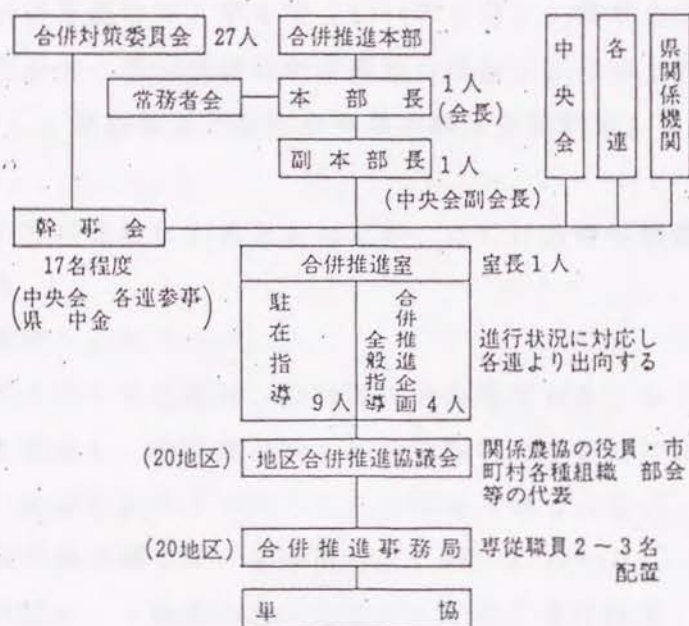 合併対策委員会 27人
合併推進本部
中央会
各連
県関係機関
常務者会
本部長 1人
(会長)
副本部長 1人
(中央会副会長)
幹事会
17名程度
(中央会 各連参事
県 中金)
合併推進室 室長1人
駐在指導
9人
合併推進企画
全般指導
4人
進行状況に対応し
各連より出向する
(20地区) 地区合併推進協議会 関係農協の役員・市
町村各種組織 部会
等の代表
(20地区) 合併推進事務局 専従職員2~3名
配置
単協